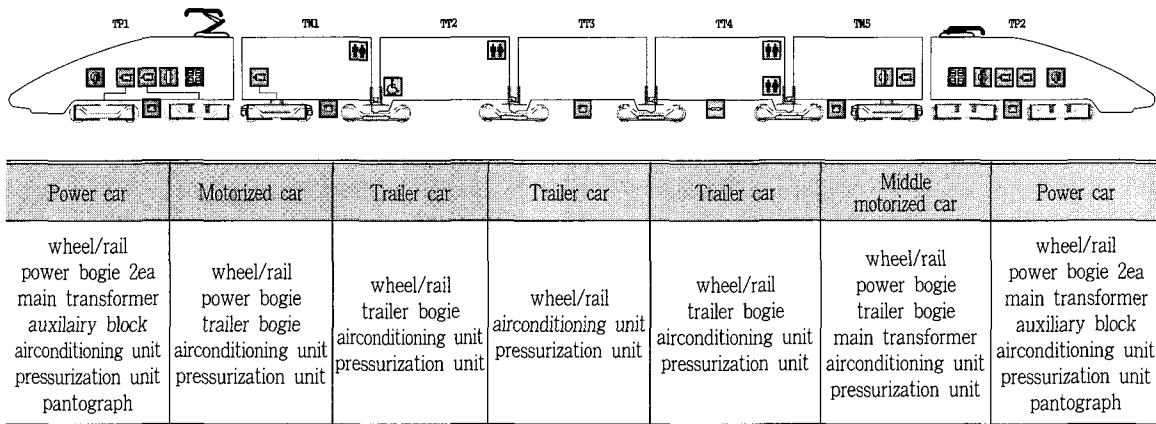 TP1 TM1 TT2 TT3 TT4 TM5 TP2
Power car
Motorized car
Trailer car
Trailer car
Trailer car
Middle
motorized car
Power car
wheel/rail
power bogie 2ea
main transformer
auxilairy block
airconditioning unit
pressurization unit
pantograph
wheel/rail
power bogie
trailer bogie
airconditioning unit
pressurization unit
wheel/rail
trailer bogie
airconditioning unit
pressurization unit
wheel/rail
airconditioning unit
pressurization unit
wheel/rail
trailer bogie
airconditioning unit
pressurization unit
wheel/rail
power bogie
trailer bogie
main transformer
airconditioning unit
pressurization unit
wheel/rail
power bogie 2ea
main transformer
auxiliary block
airconditioning unit
pressurization unit
pantograph